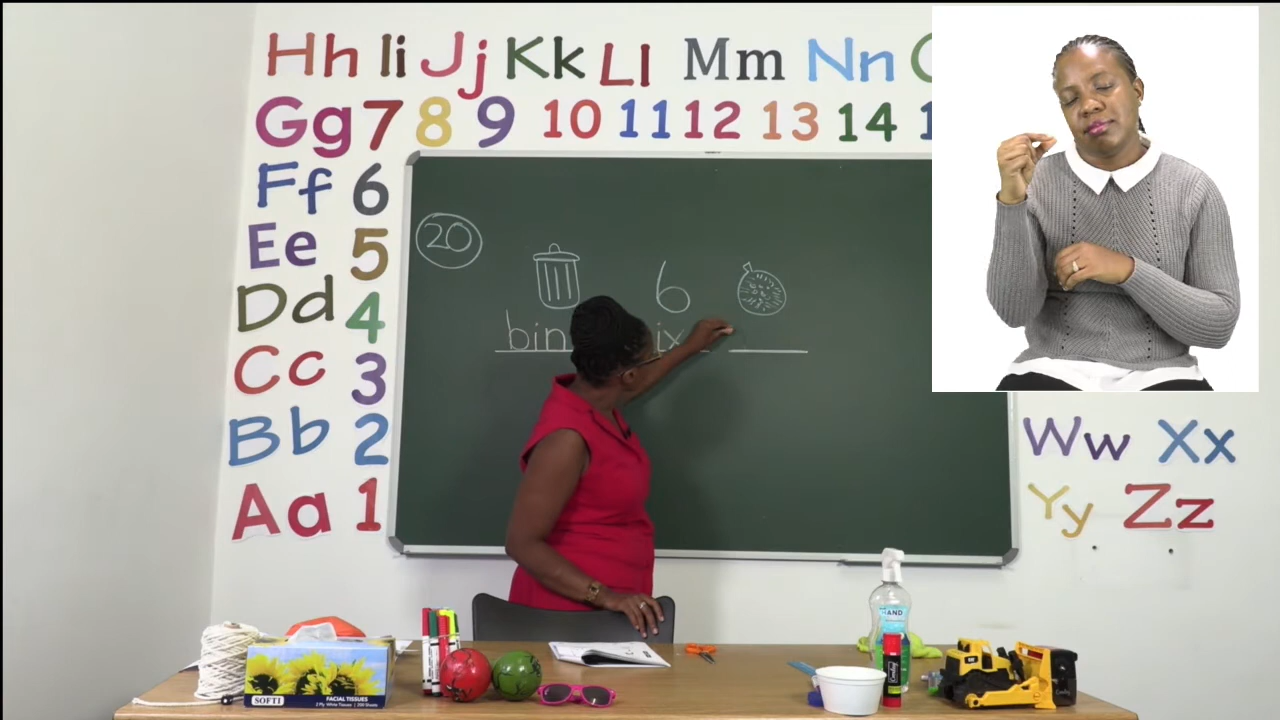 Hh Ii Jj Kk Ll Mm Nn
Gg 7 8 9 10 11 12 13 14
Ff 6
Ee 5
Dd 4
Cc 3
Bb 2
Aa 1
20
6
bin ix
Ww Xx
Yy Zz
HAND
SOFTI
FACIAL TISSUES